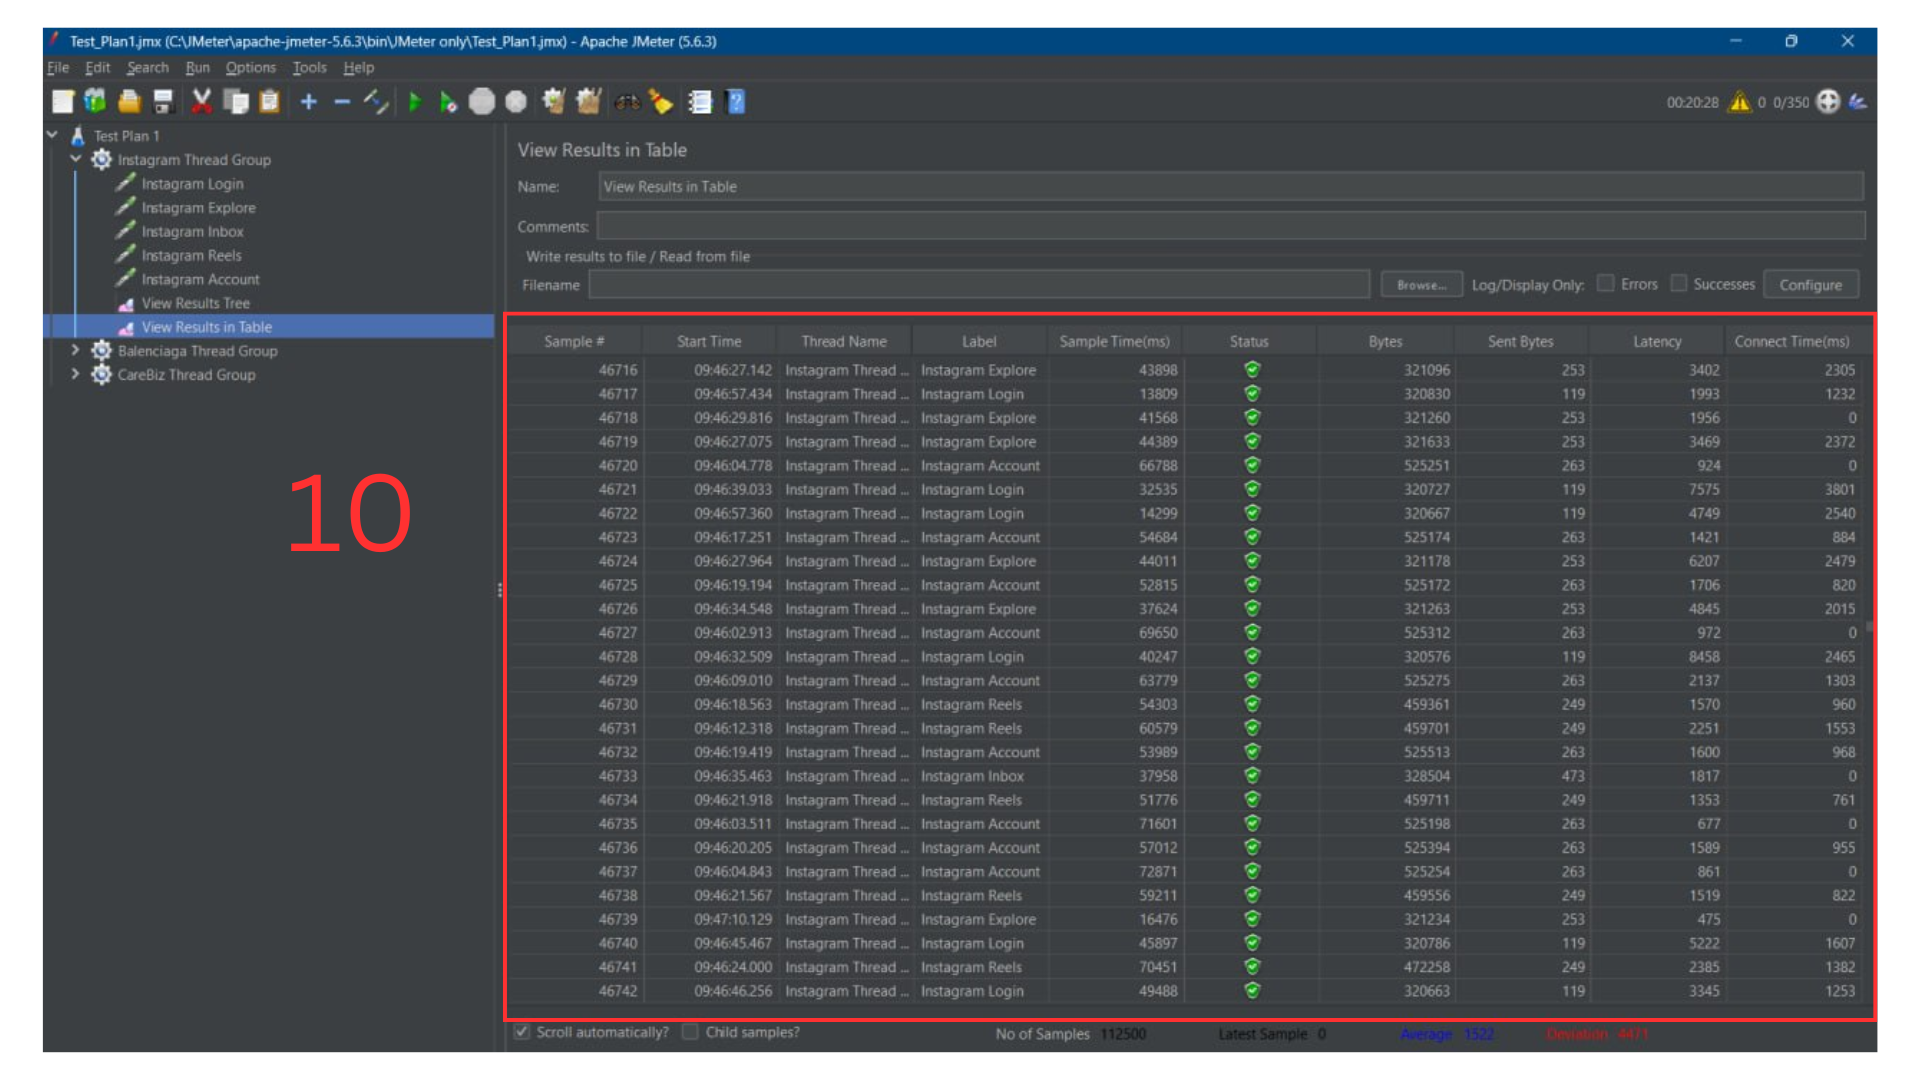 Test_Plan1.jmx (C:\JMeter\apache-jmeter-5.6.3\bin\JMeter only\Test_Plan1.jmx) - Apache JMeter (5.6.3)
File Edit Search Run Options Tools Help
00:20:28 0 0/350
Test Plan 1
Instagram Thread Group
Instagram Login
Instagram Explore
Instagram Inbox
Instagram Reels
Instagram Account
View Results Tree
View Results in Table
Balenciaga Thread Group
CareBiz Thread Group
10
View Results in Table
Name: View Results in Table
Comments:
Write results to file / Read from file
Filename Browse... Log/Display Only: Errors Successes Configure
Sample # Start Time Thread Name Label Sample Time(ms) Status Bytes Sent Bytes Latency Connect Time(ms)
46716 09:46:27.142 Instagram Thread ... Instagram Explore 43898 321096 253 3402 2305
46717 09:46:57.434 Instagram Thread ... Instagram Login 13809 320830 119 1993 1232
46718 09:46:29.816 Instagram Thread ... Instagram Explore 41568 321260 253 1956 0
46719 09:46:27.075 Instagram Thread ... Instagram Explore 44389 321633 253 3469 2372
46720 09:46:04.778 Instagram Thread ... Instagram Account 66788 525251 263 924 0
46721 09:46:39.033 Instagram Thread ... Instagram Login 32535 320727 119 7575 3801
46722 09:46:57.360 Instagram Thread ... Instagram Login 14299 320667 119 4749 2540
46723 09:46:17.251 Instagram Thread ... Instagram Account 54684 525174 263 1421 884
46724 09:46:27.964 Instagram Thread ... Instagram Explore 44011 321178 253 6207 2479
46725 09:46:19.194 Instagram Thread ... Instagram Account 52815 525172 263 1706 820
46726 09:46:34.548 Instagram Thread ... Instagram Explore 37624 321263 253 4845 2015
46727 09:46:02.913 Instagram Thread ... Instagram Account 69650 525312 263 972 0
46728 09:46:32.509 Instagram Thread ... Instagram Login 40247 320576 119 8458 2465
46729 09:46:09.010 Instagram Thread ... Instagram Account 63779 525275 263 2137 1303
46730 09:46:18.563 Instagram Thread ... Instagram Reels 54303 459361 249 1570 960
46731 09:46:12.318 Instagram Thread ... Instagram Reels 60579 459701 249 2251 1553
46732 09:46:19.419 Instagram Thread ... Instagram Account 53989 525513 263 1600 968
46733 09:46:35.463 Instagram Thread ... Instagram Inbox 37958 328504 473 1817 0
46734 09:46:21.918 Instagram Thread ... Instagram Reels 51776 459711 249 1353 761
46735 09:46:03.511 Instagram Thread ... Instagram Account 71601 525198 263 677 0
46736 09:46:20.205 Instagram Thread ... Instagram Account 57012 525394 263 1589 955
46737 09:46:04.843 Instagram Thread ... Instagram Account 72871 525254 263 861 0
46738 09:46:21.567 Instagram Thread ... Instagram Reels 59211 459556 249 1519 822
46739 09:47:10.129 Instagram Thread ... Instagram Explore 16476 321234 253 475 0
46740 09:46:45.467 Instagram Thread ... Instagram Login 45897 320786 119 5222 1607
46741 09:46:24.000 Instagram Thread ... Instagram Reels 70451 472258 249 2385 1382
46742 09:46:46.256 Instagram Thread ... Instagram Login 49488 320663 119 3345 1253
Scroll automatically? Child samples? No of Samples 112500 Latest Sample 0 Average 1522 Deviation 4471